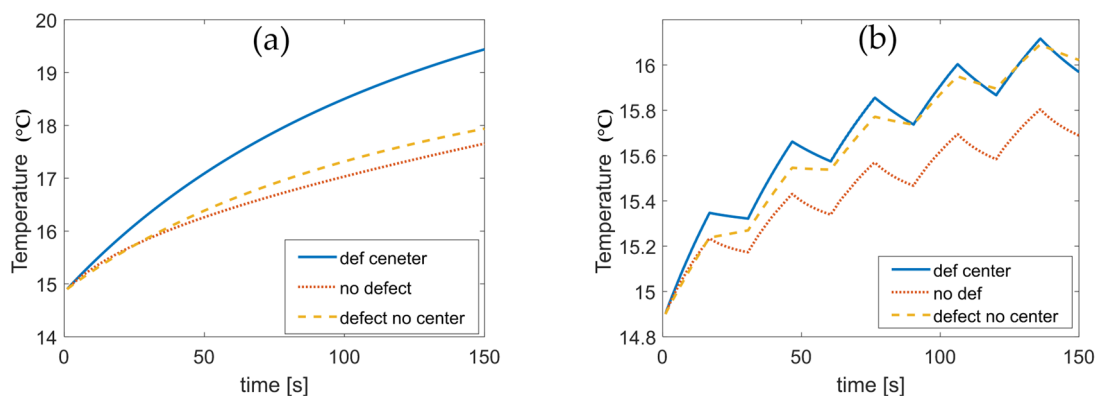 (a)
Temperature (°C)
20
19
18
17
16
15
14
0
50
100
150
time [s]
def ceneter
no defect
defect no center
(b)
Temperature (°C)
16
15.8
15.6
15.4
15.2
15
14.8
0
50
100
150
time [s]
def center
no def
defect no center